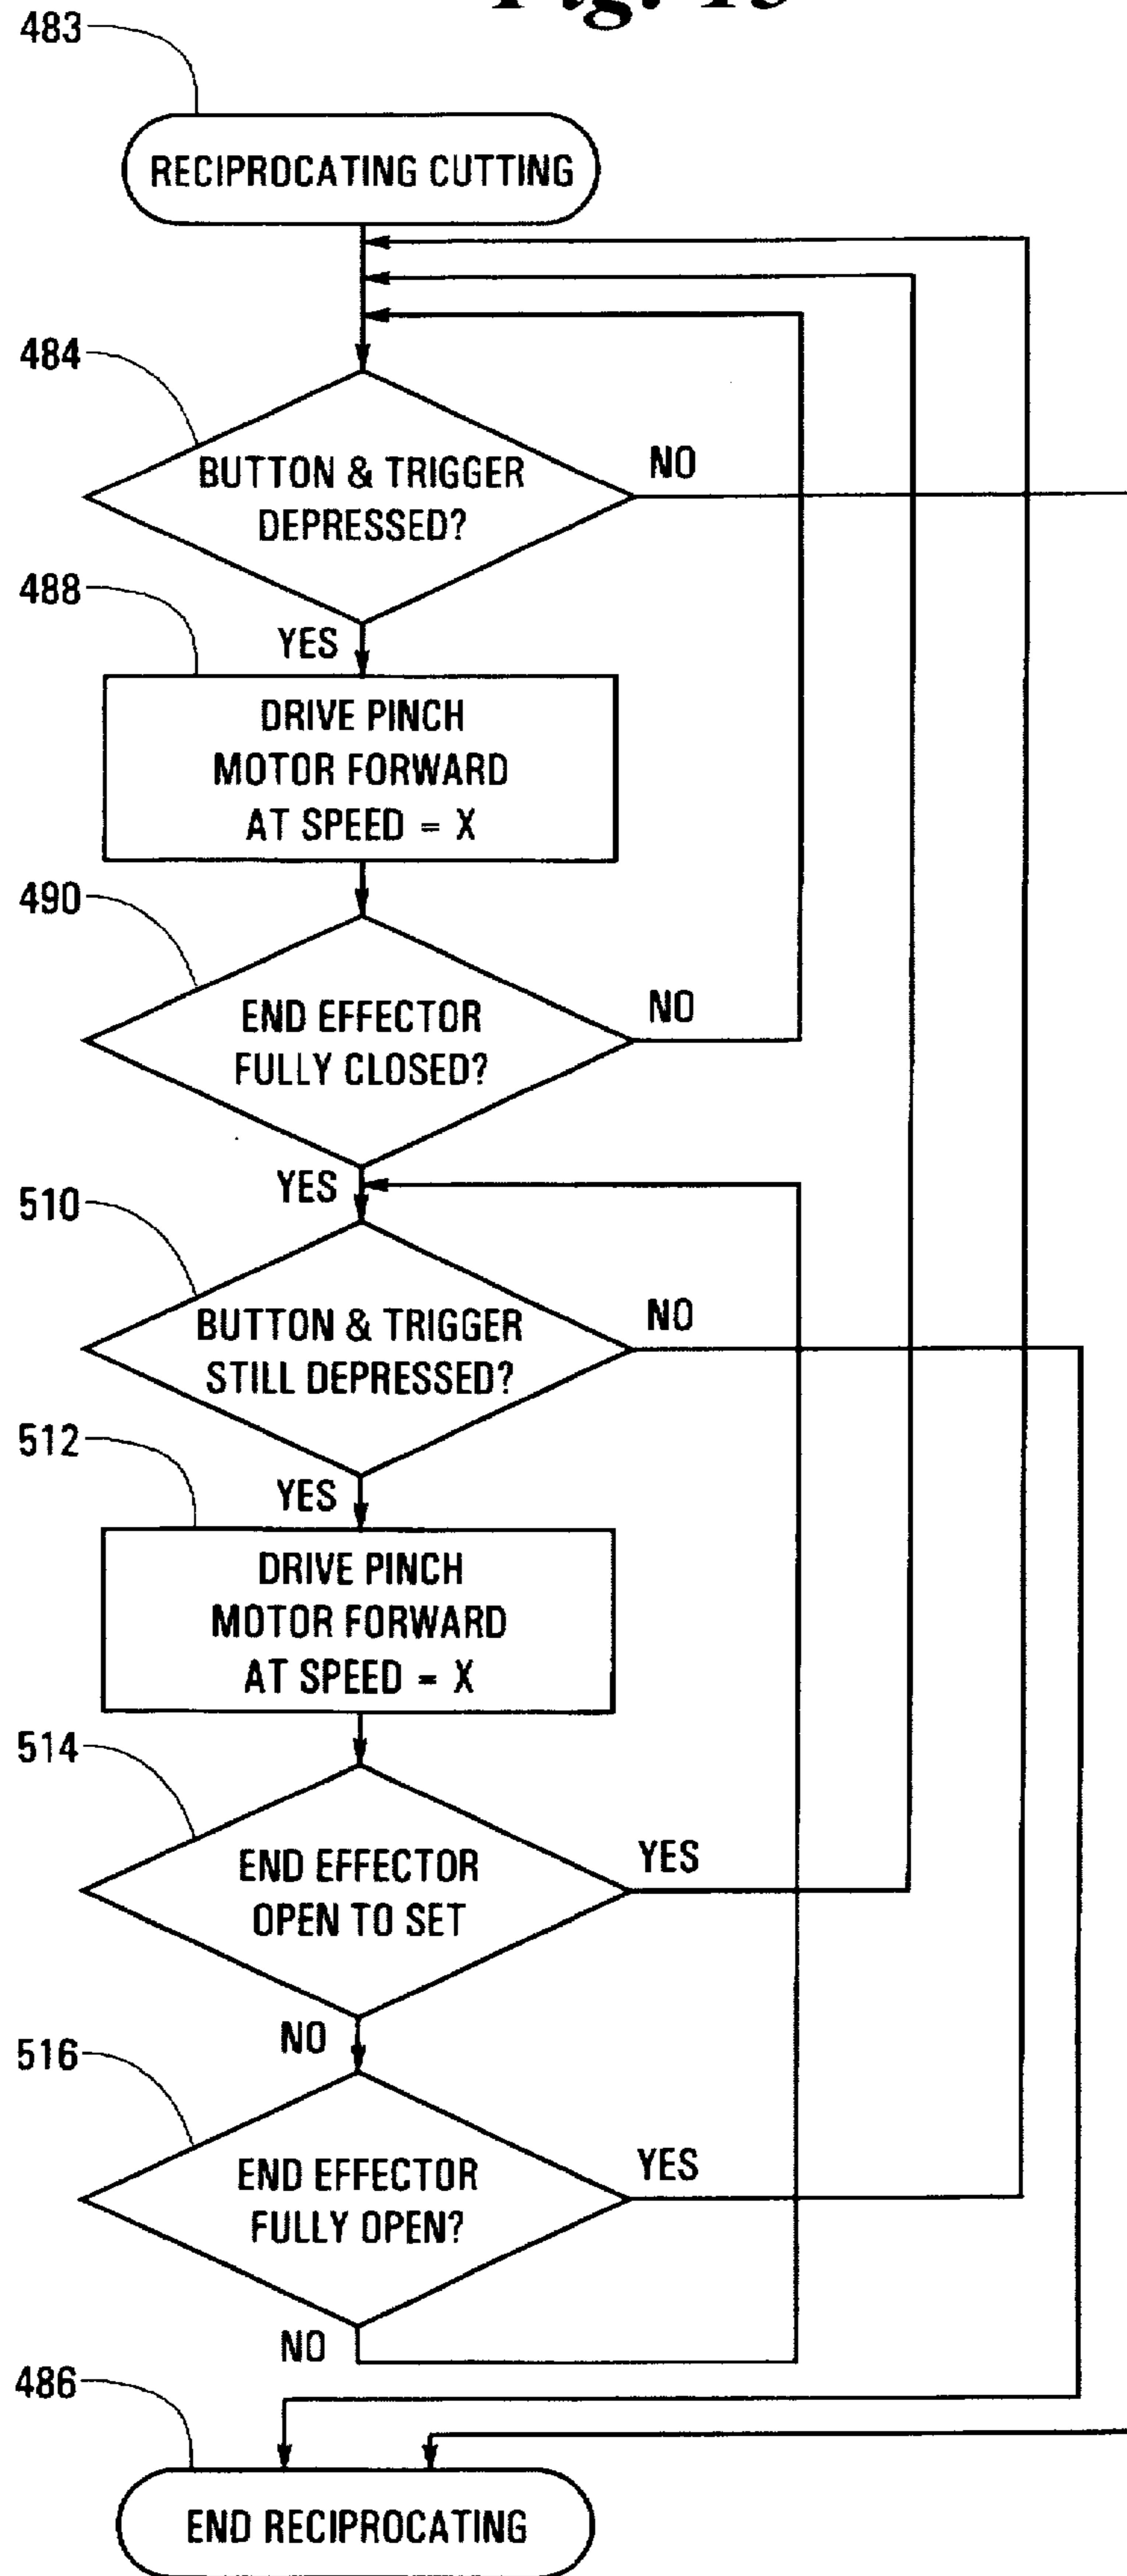 Fig. 15
483
RECIPROCATING CUTTING
484
BUTTON & TRIGGER
DEPRESSED?
NO
YES
488
DRIVE PINCH
MOTOR FORWARD
AT SPEED = X
490
END EFFECTOR
FULLY CLOSED?
NO
YES
510
BUTTON & TRIGGER
STILL DEPRESSED?
NO
YES
512
DRIVE PINCH
MOTOR FORWARD
AT SPEED = X
514
END EFFECTOR
OPEN TO SET
YES
NO
516
END EFFECTOR
FULLY OPEN?
YES
NO
486
END RECIPROCATING